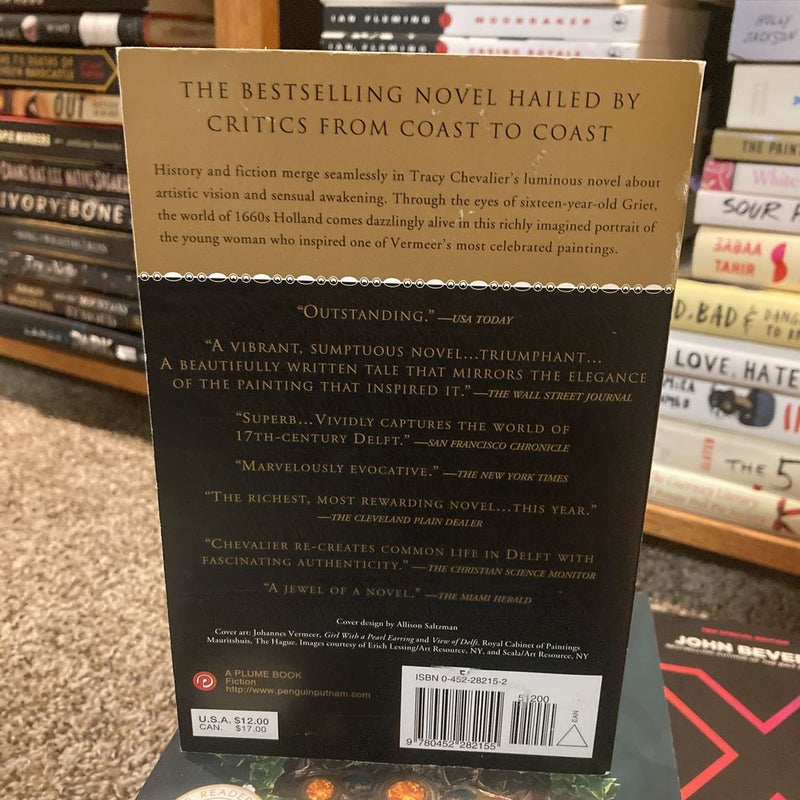 IAN FLEMING MOONRAKER
IAN FLEMING CASINO ROYALE
HOLLY
JACKSON
OUT
IVORY BONE
DARK
THE BESTSELLING NOVEL HAILED BY
CRITICS FROM COAST TO COAST
History and fiction merge seamlessly in Tracy Chevalier's luminous novel about
artistic vision and sensual awakening. Through the eyes of sixteen-year-old Griet,
the world of 1660s Holland comes dazzlingly alive in this richly imagined portrait of
the young woman who inspired one of Vermeer's most celebrated paintings.
"OUTSTANDING." —USA TODAY
"A VIBRANT, SUMPTUOUS NOVEL...TRIUMPHANT...
A BEAUTIFULLY WRITTEN TALE THAT MIRRORS THE ELEGANCE
OF THE PAINTING THAT INSPIRED IT." —THE WALL STREET JOURNAL
"SUPERB...VIVIDLY CAPTURES THE WORLD OF
17TH-CENTURY DELFT." —SAN FRANCISCO CHRONICLE
"MARVELOUSLY EVOCATIVE." —THE NEW YORK TIMES
"THE RICHEST, MOST REWARDING NOVEL...THIS YEAR."
—THE CLEVELAND PLAIN DEALER
"CHEVALIER RE-CREATES COMMON LIFE IN DELFT WITH
FASCINATING AUTHENTICITY." —THE CHRISTIAN SCIENCE MONITOR
"A JEWEL OF A NOVEL." —THE MIAMI HERALD
Cover design by Allison Saltzman
Cover art: Johannes Vermeer, Girl With a Pearl Earring and View of Delft. Royal Cabinet of Paintings
Mauritshuis, The Hague. Images courtesy of Erich Lessing/Art Resource, NY, and Scala/Art Resource, NY
A PLUME BOOK
Fiction
http://www.penguinputnam.com
U.S.A. $12.00
CAN. $17.00
ISBN 0-452-28215-2
51200
EAN
9 780452 282155
THE PAIN
White
SOUR
SABAA
TAHIR
D, BAD &
LOVE, HATE
THE 5
JOHN BEVER
READER